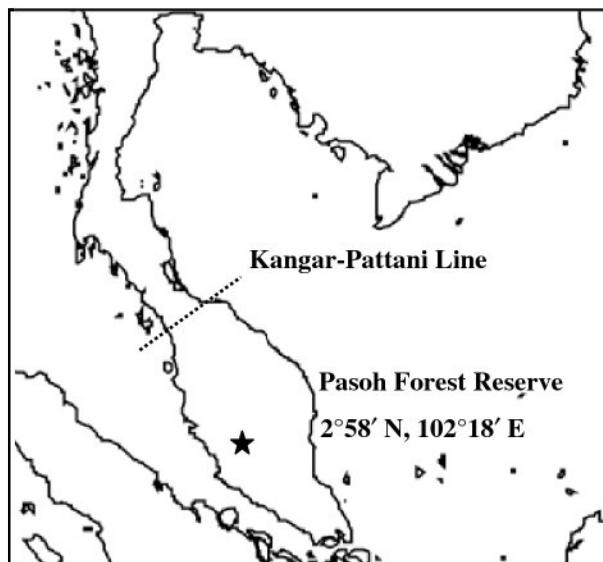 Kangar-Pattani Line
Pasoh Forest Reserve
2°58′ N, 102°18′ E